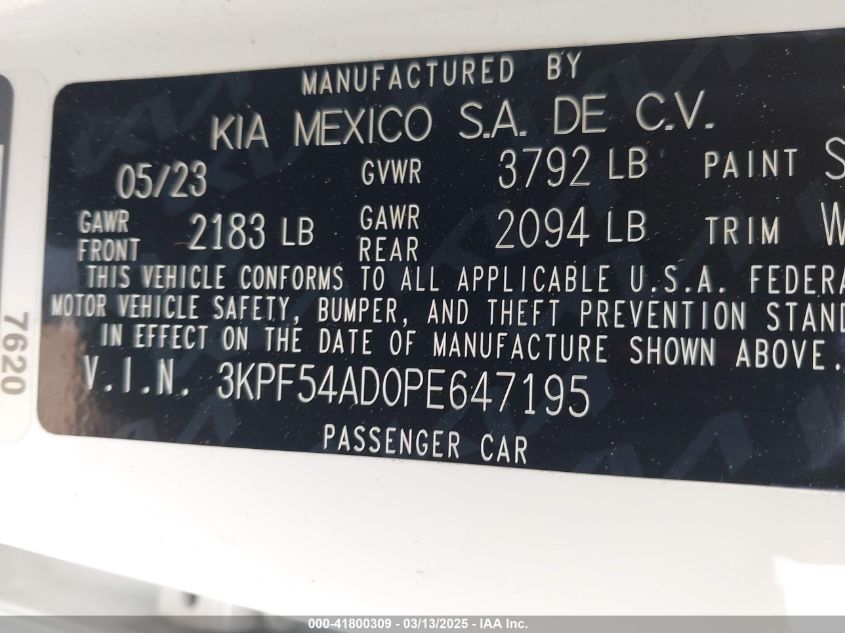 MANUFACTURED BY
KIA MEXICO S.A. DE C.V.
05/23 GVWR 3792 LB PAINT
GAWR FRONT 2183 LB GAWR REAR 2094 LB TRIM
THIS VEHICLE CONFORMS TO ALL APPLICABLE U.S.A. FEDERA
MOTOR VEHICLE SAFETY, BUMPER, AND THEFT PREVENTION STAND
IN EFFECT ON THE DATE OF MANUFACTURE SHOWN ABOVE.
V.I.N. 3KPF54AD0PE647195
PASSENGER CAR
7620
000-41800309 - 03/13/2025 - IAA Inc.